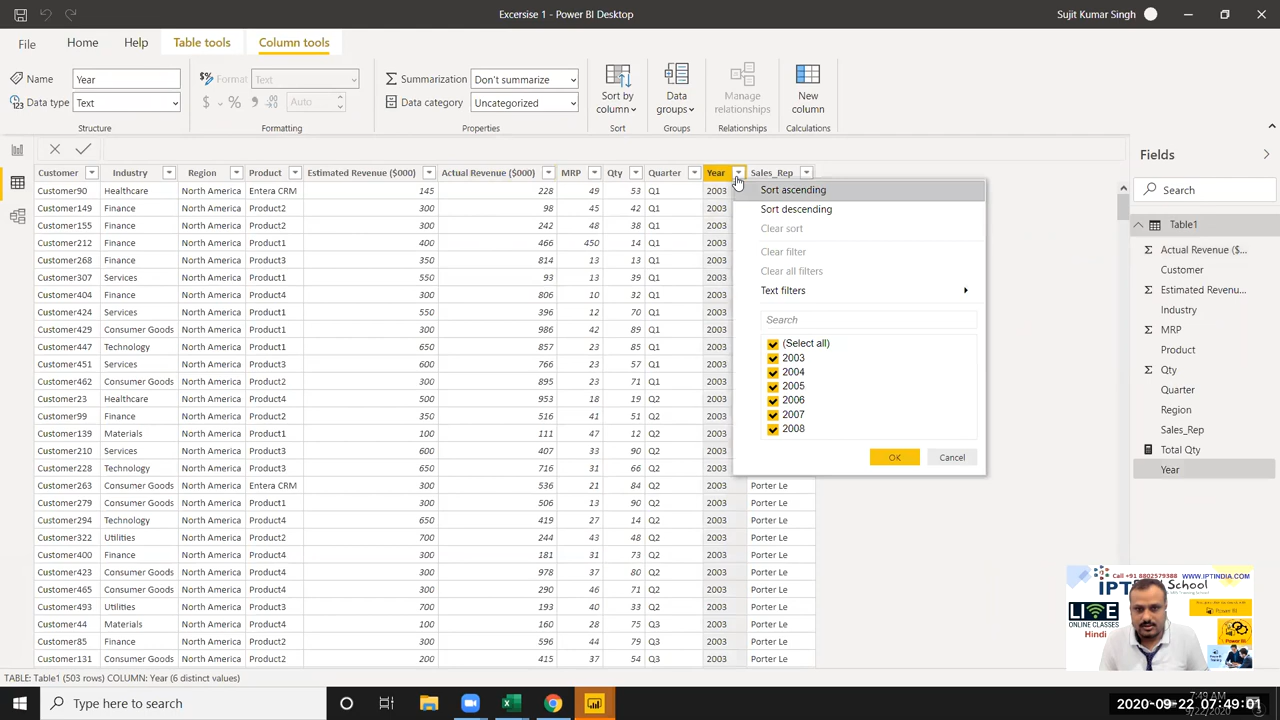 Excersise 1 - Power BI Desktop
Sujit Kumar Singh
File Home Help Table tools Column tools
Name Year
Data type Text
Structure
Format Text
$ % Auto
Formatting
Summarization Don't summarize
Data category Uncategorized
Properties
Sort by column
Sort
Data groups
Groups
Manage relationships
Relationships
New column
Calculations
Customer Industry Region Product Estimated Revenue ($000) Actual Revenue ($000) MRP Qty Quarter Year Sales_Rep
Customer90 Healthcare North America Entera CRM 145 228 49 53 Q1 2003
Customer149 Finance North America Product2 300 98 45 42 Q1 2003
Customer155 Finance North America Product2 300 242 48 38 Q1 2003
Customer212 Finance North America Product1 400 466 450 14 Q1 2003
Customer268 Finance North America Product3 350 814 13 13 Q1 2003
Customer307 Services North America Product1 550 93 13 39 Q1 2003
Customer404 Finance North America Product4 300 806 10 32 Q1 2003
Customer424 Services North America Product1 550 396 12 70 Q1 2003
Customer429 Consumer Goods North America Product1 300 986 42 89 Q1 2003
Customer447 Technology North America Product1 650 857 23 85 Q1 2003
Customer451 Services North America Product3 600 766 23 57 Q1 2003
Customer462 Consumer Goods North America Product2 300 895 23 71 Q1 2003
Customer23 Healthcare North America Product4 500 953 18 19 Q2 2003
Customer99 Finance North America Product2 350 516 41 51 Q2 2003
Customer139 Materials North America Product1 100 111 47 12 Q2 2003
Customer210 Services North America Product3 600 407 33 90 Q2 2003
Customer228 Technology North America Product3 650 716 31 66 Q2 2003
Customer263 Consumer Goods North America Entera CRM 300 536 21 84 Q2 2003 Porter Le
Customer279 Consumer Goods North America Product1 300 510 13 90 Q2 2003 Porter Le
Customer294 Technology North America Product4 650 419 27 14 Q2 2003 Porter Le
Customer322 Utilities North America Product2 700 244 43 48 Q2 2003 Porter Le
Customer400 Finance North America Product4 300 181 31 73 Q2 2003 Porter Le
Customer423 Consumer Goods North America Product4 300 978 37 80 Q2 2003 Porter Le
Customer465 Consumer Goods North America Product4 300 290 46 71 Q2 2003 Porter Le
Customer493 Utilities North America Product3 700 193 40 33 Q2 2003 Porter Le
Customer44 Materials North America Product4 100 160 28 75 Q3 2003 Porter Le
Customer85 Finance North America Product2 300 596 44 79 Q3 2003 Porter Le
Customer131 Consumer Goods North America Product2 200 415 37 54 Q3 2003 Porter Le
Sort ascending
Sort descending
Clear sort
Clear filter
Clear all filters
Text filters
Search
(Select all)
2003
2004
2005
2006
2007
2008
OK Cancel
Fields
Search
Table1
Actual Revenue ($...
Customer
Estimated Revenu...
Industry
MRP
Product
Qty
Quarter
Region
Sales_Rep
Total Qty
Year
Call +91 8802579388 WWW.IPTINDIA.COM
School
LIVE
ONLINE CLASSES
Hindi
Power BI
TABLE: Table1 (503 rows) COLUMN: Year (6 distinct values)
Type here to search
2020-09-22 07:49:01